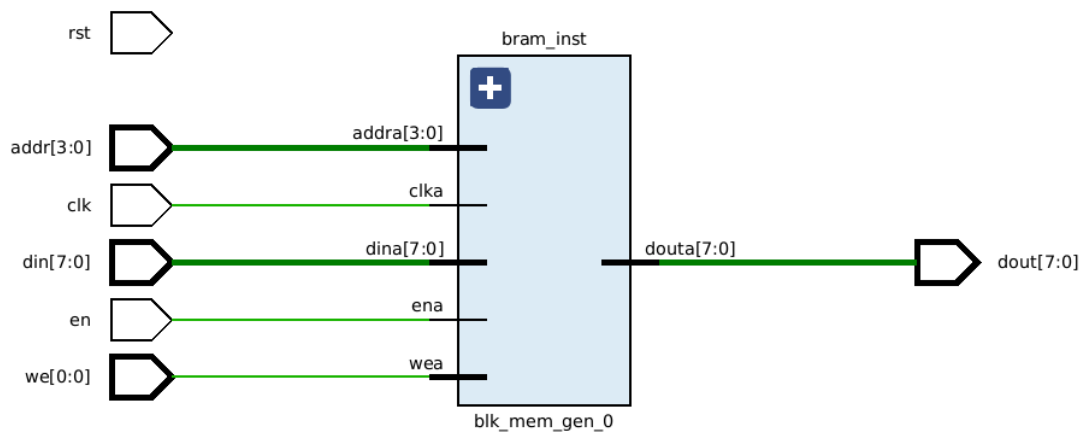 rst
bram_inst
addr[3:0]
addra[3:0]
clk
clka
din[7:0]
dina[7:0]
douta[7:0]
dout[7:0]
en
ena
we[0:0]
wea
blk_mem_gen_0